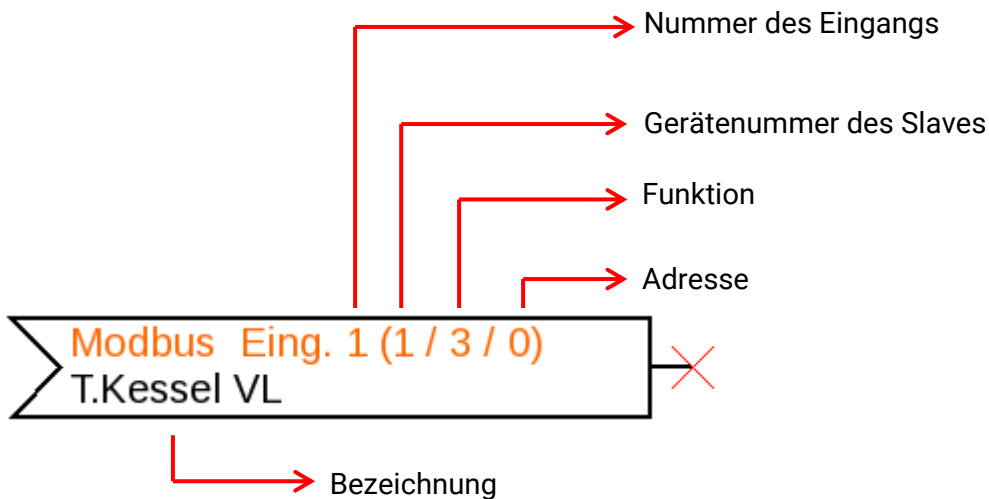 Nummer des Eingangs
Gerätenummer des Slaves
Funktion
Adresse
Modbus Eing. 1 (1 / 3 / 0)
T.Kessel VL
Bezeichnung